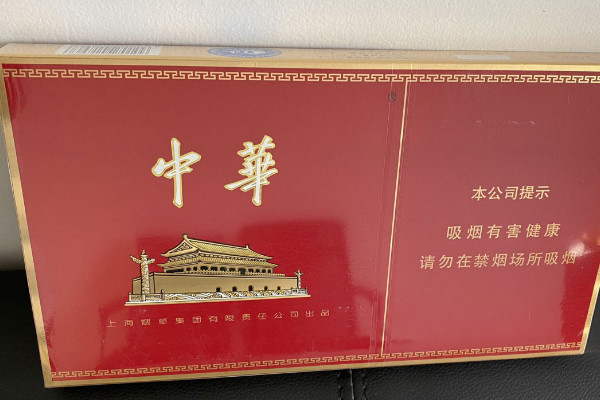 中華
上海烟草集团有限责任公司出品
本公司提示
吸烟有害健康
请勿在禁烟场所吸烟